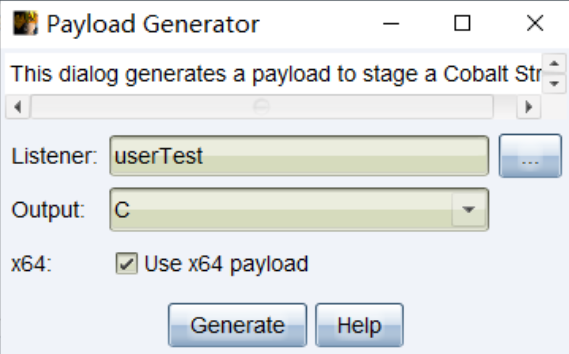 Payload Generator
This dialog generates a payload to stage a Cobalt Str
Listener: userTest ...
Output: C
x64: Use x64 payload
Generate Help